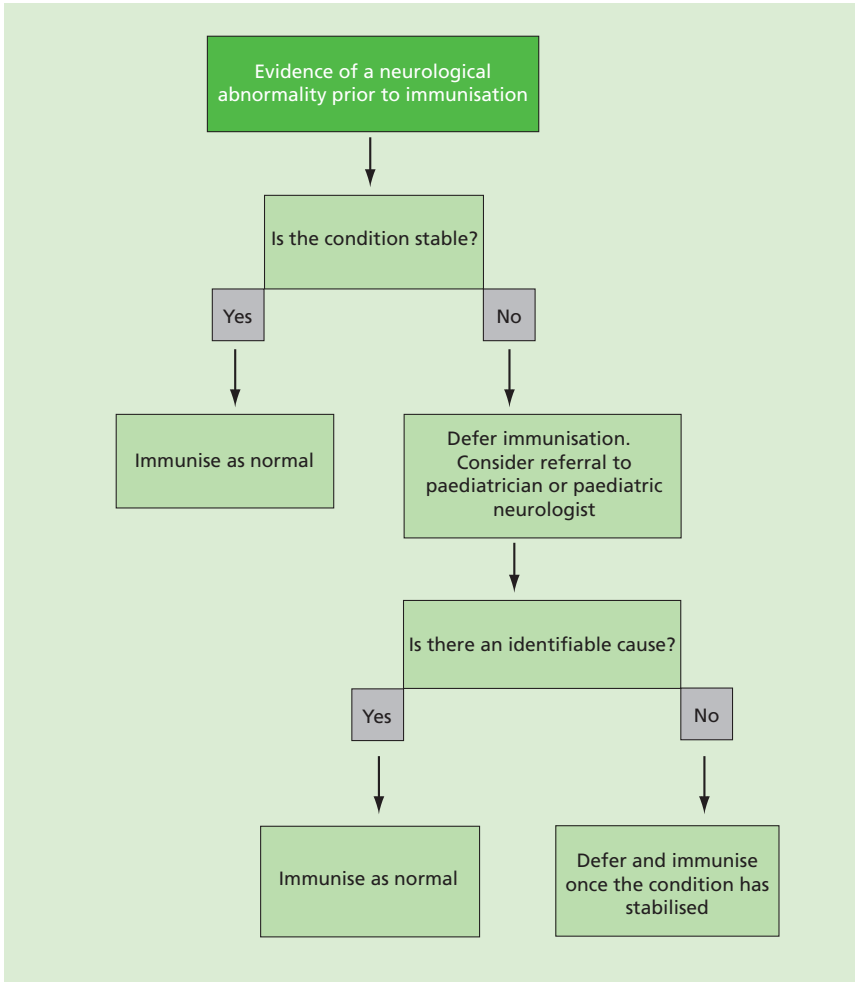 Evidence of a neurological
abnormality prior to immunisation
Is the condition stable?
Yes
No
Immunise as normal
Defer immunisation.
Consider referral to
paediatrician or paediatric
neurologist
Is there an identifiable cause?
Yes
No
Immunise as normal
Defer and immunise
once the condition has
stabilised